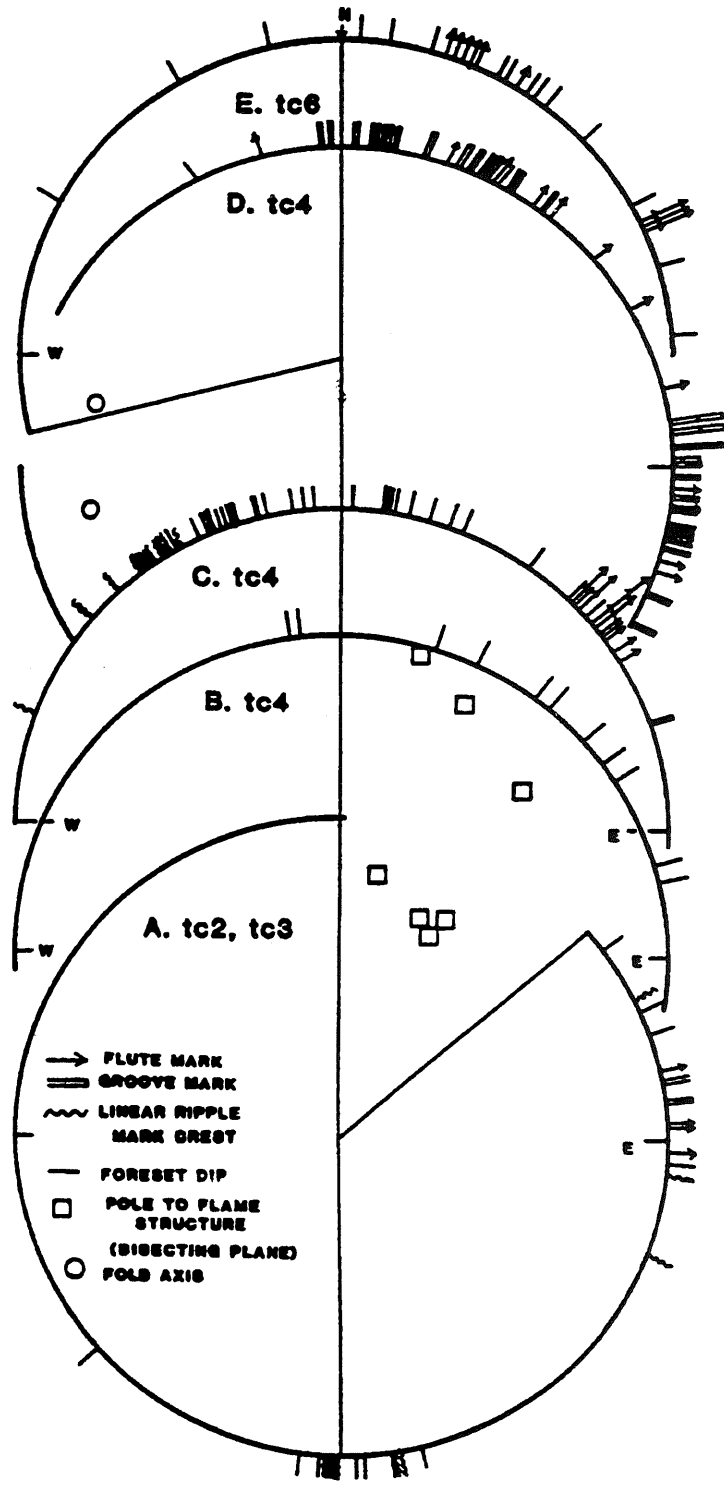 N
E. tc6
D. tc4
W
C. tc4
B. tc4
W
E
A. tc2, tc3
W
E
FLUTE MARK
GROOVE MARK
LINEAR RIPPLE
MARK CREST
E
FORESET DIP
POLE TO FLAME
STRUCTURE
(BISECTING PLANE)
FOLD AXIS